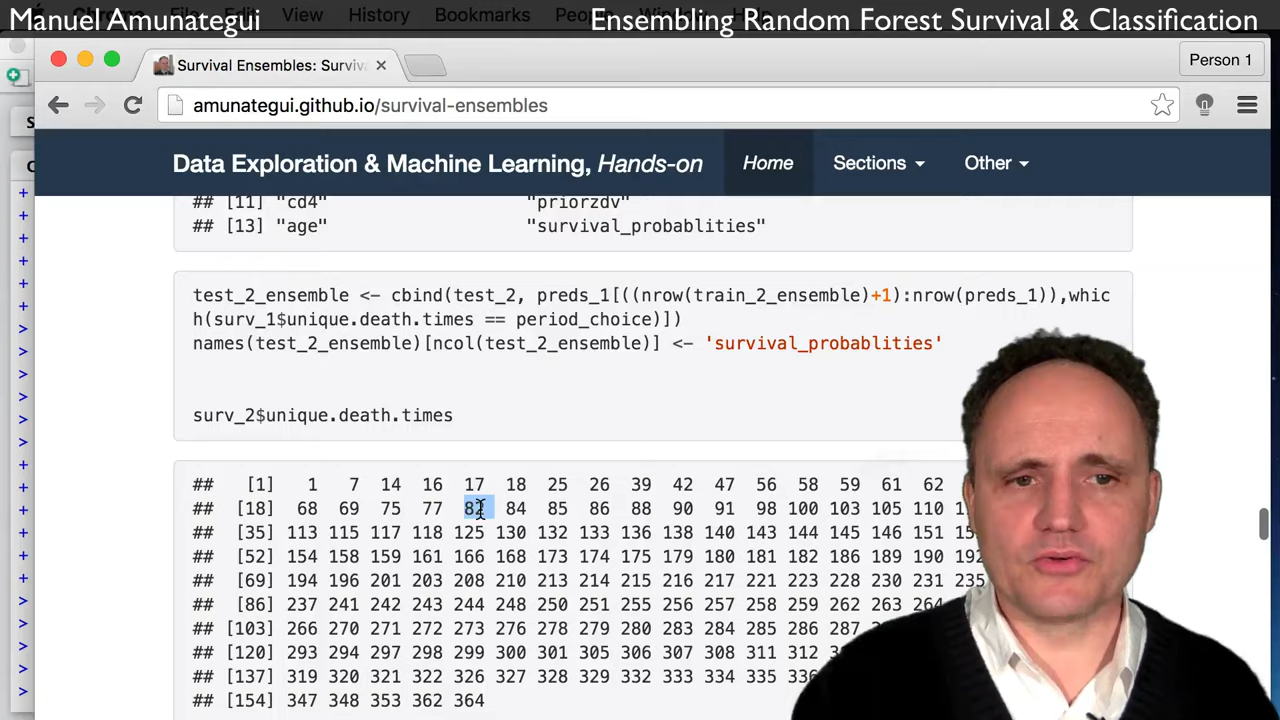 Manuel Amunategui
Ensembling Random Forest Survival & Classification
View History Bookmarks
Survival Ensembles: Surviv
Person 1
amunategui.github.io/survival-ensembles
Data Exploration & Machine Learning, Hands-on Home Sections Other
## [11] "cd4" "priorzdv"
## [13] "age" "survival_probablities"
test_2_ensemble <- cbind(test_2, preds_1[((nrow(train_2_ensemble)+1):nrow(preds_1)),whic
h(surv_1$unique.death.times == period_choice)])
names(test_2_ensemble)[ncol(test_2_ensemble)] <- 'survival_probablities'
surv_2$unique.death.times
## [1] 1 7 14 16 17 18 25 26 39 42 47 56 58 59 61 62
## [18] 68 69 75 77 84 85 86 88 90 91 98 100 103 105 110
## [35] 113 115 117 118 125 130 132 133 136 138 140 143 144 145 146 151
## [52] 154 158 159 161 166 168 173 174 175 179 180 181 182 186 189 190 192
## [69] 194 196 201 203 208 210 213 214 215 216 217 221 223 228 230 231 235
## [86] 237 241 242 243 244 248 250 251 255 256 257 258 259 262 263 264
## [103] 266 270 271 272 273 276 278 279 280 283 284 285 286 287
## [120] 293 294 297 298 299 300 301 305 306 307 308 311 312
## [137] 319 320 321 322 326 327 328 329 332 333 334 335 336
## [154] 347 348 353 362 364